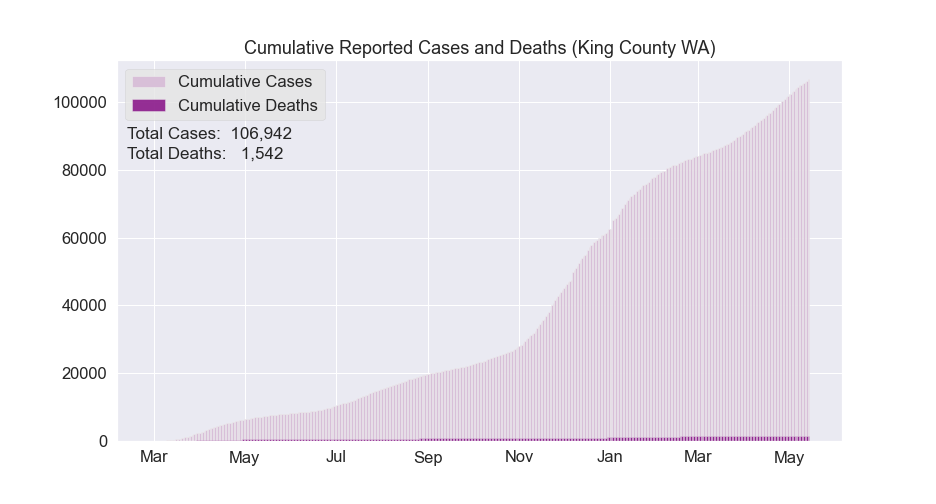 Cumulative Reported Cases and Deaths (King County WA)
Cumulative Cases
Cumulative Deaths
Total Cases: 106,942
Total Deaths: 1,542
100000
80000
60000
40000
20000
0
Mar May Jul Sep Nov Jan Mar May